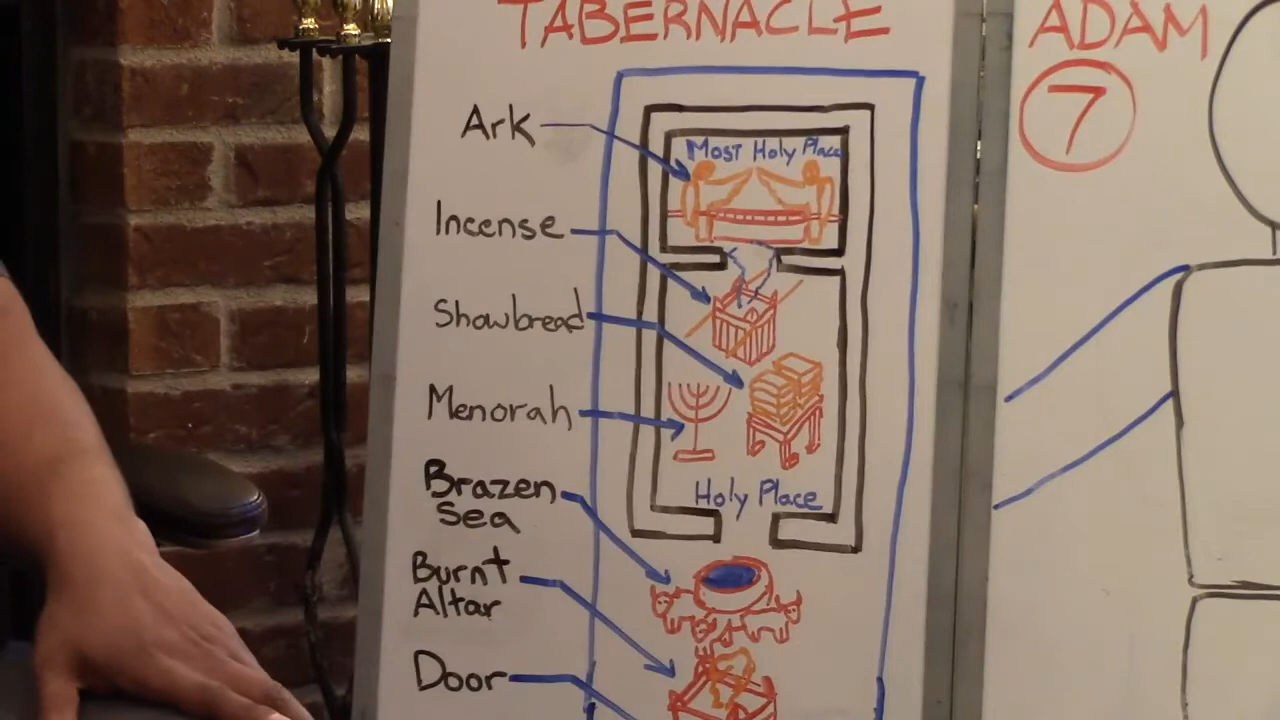 TABERNACLE
Ark
Most Holy Place
Incense
Showbread
Menorah
Holy Place
Brazen
Sea
Burnt
Altar
Door
ADAM
7